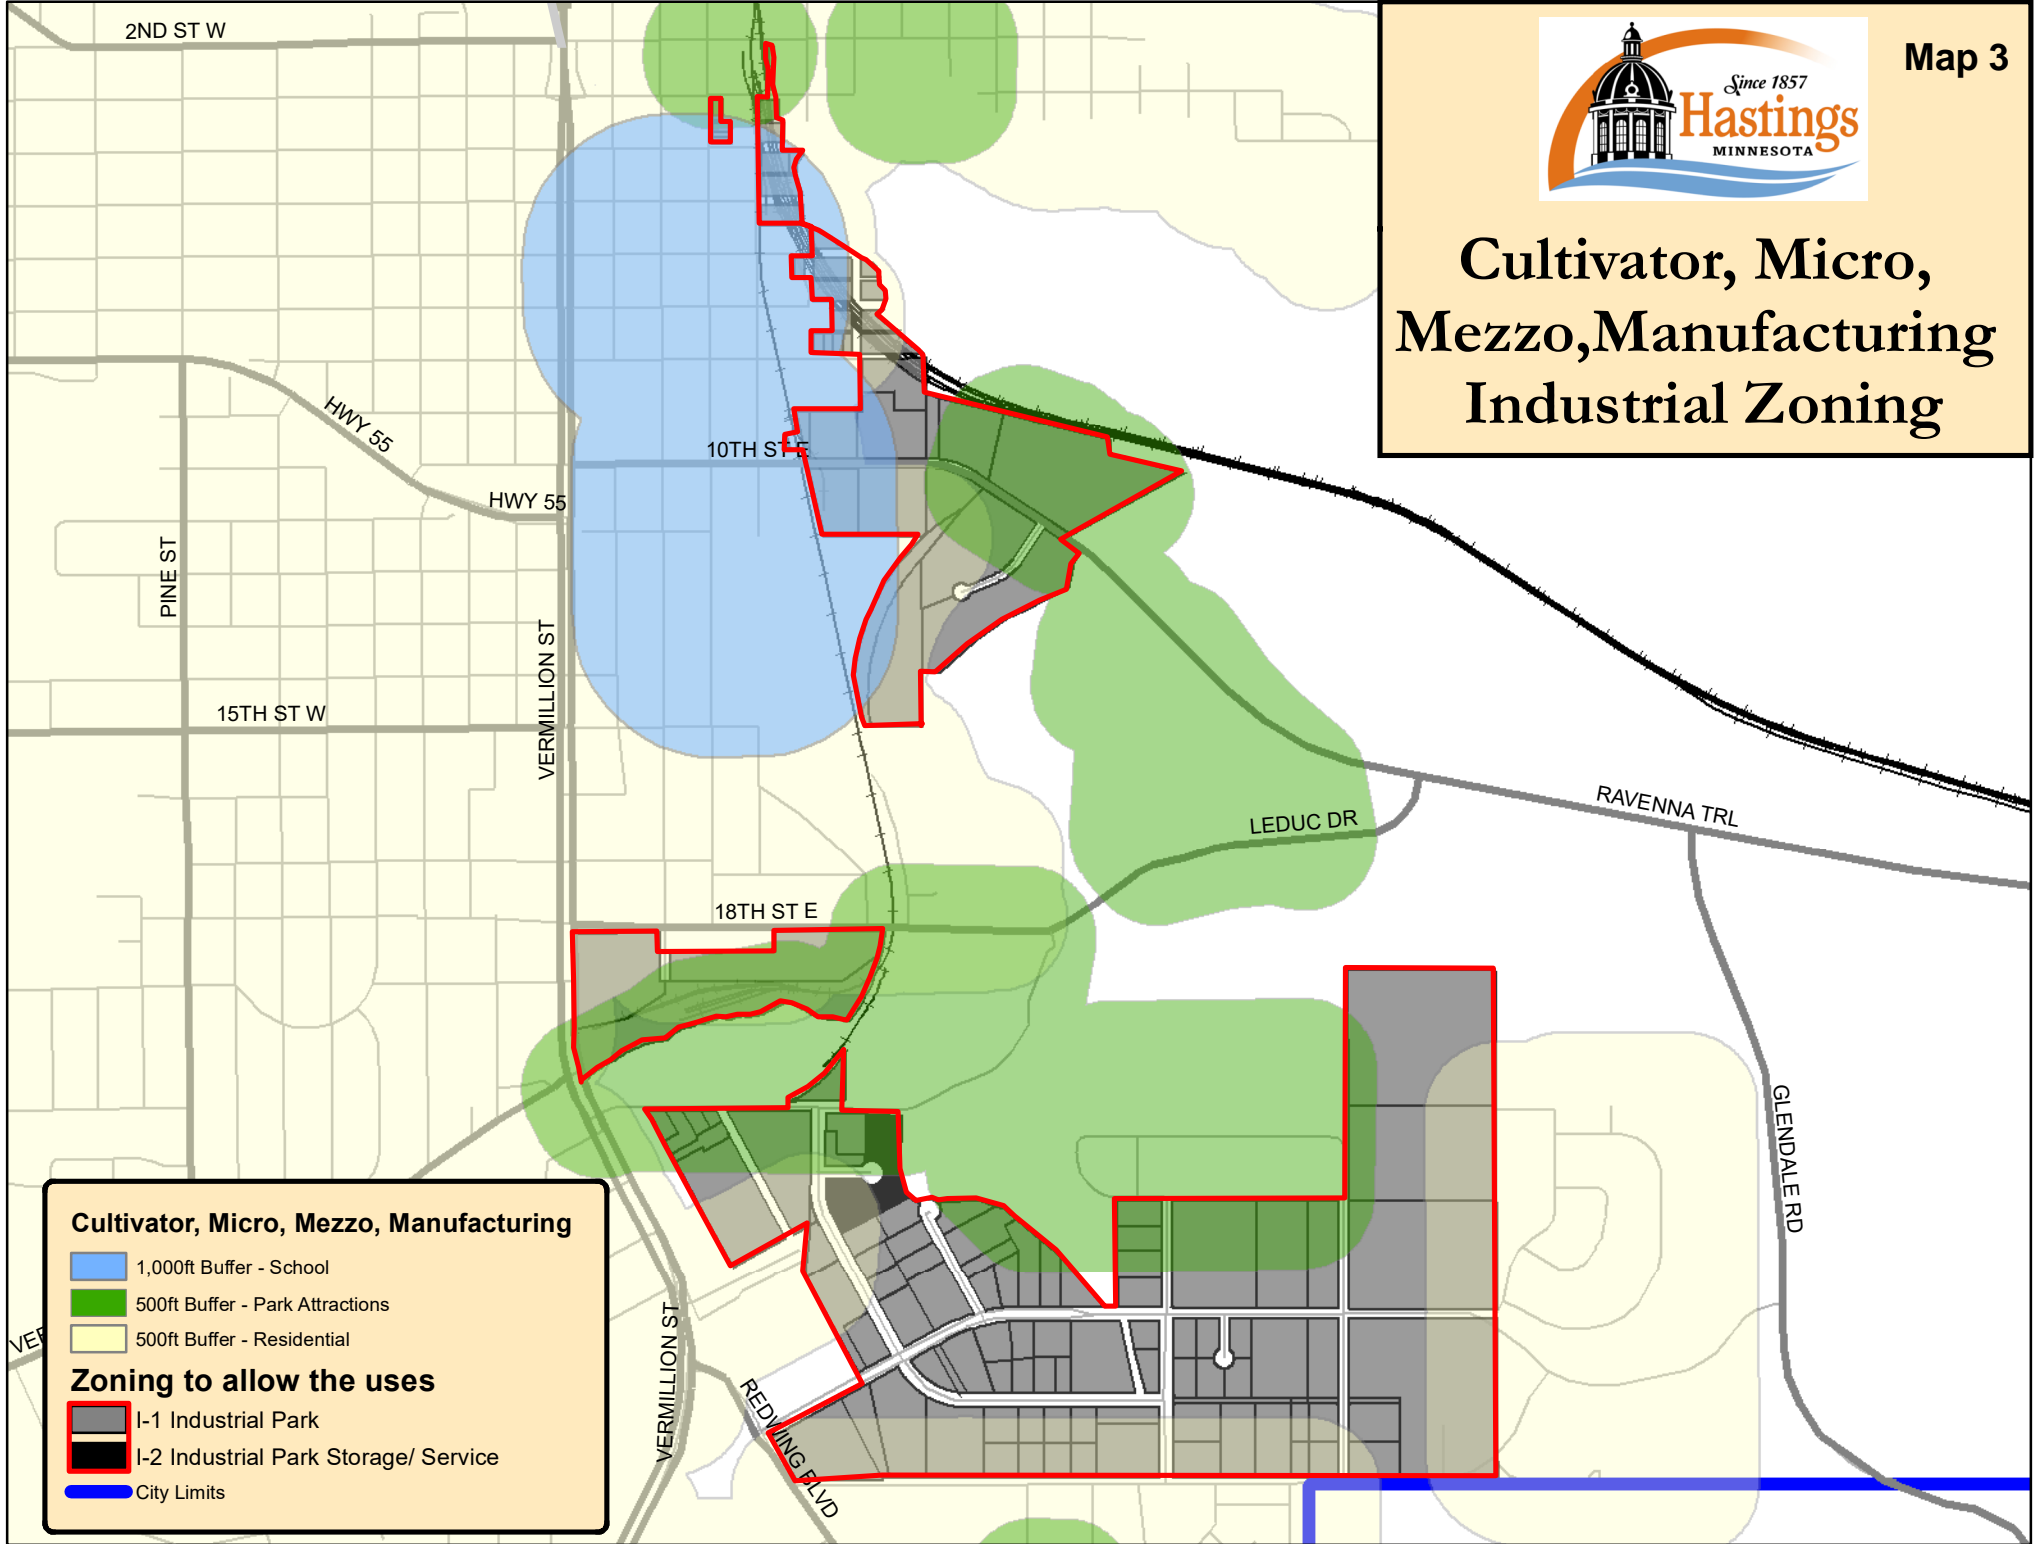 2ND ST W
Map 3
Since 1857
Hastings
MINNESOTA
Cultivator, Micro,
Mezzo,Manufacturing
Industrial Zoning
HWY 55
10TH ST E
HWY 55
PINE ST
VERMILLION ST
15TH ST W
RAVENNA TRL
LEDUC DR
18TH ST E
GLENDALE RD
Cultivator, Micro, Mezzo, Manufacturing
1,000ft Buffer - School
500ft Buffer - Park Attractions
500ft Buffer - Residential
Zoning to allow the uses
I-1 Industrial Park
I-2 Industrial Park Storage/ Service
City Limits
VER
VERMILLION ST
REDWING BLVD